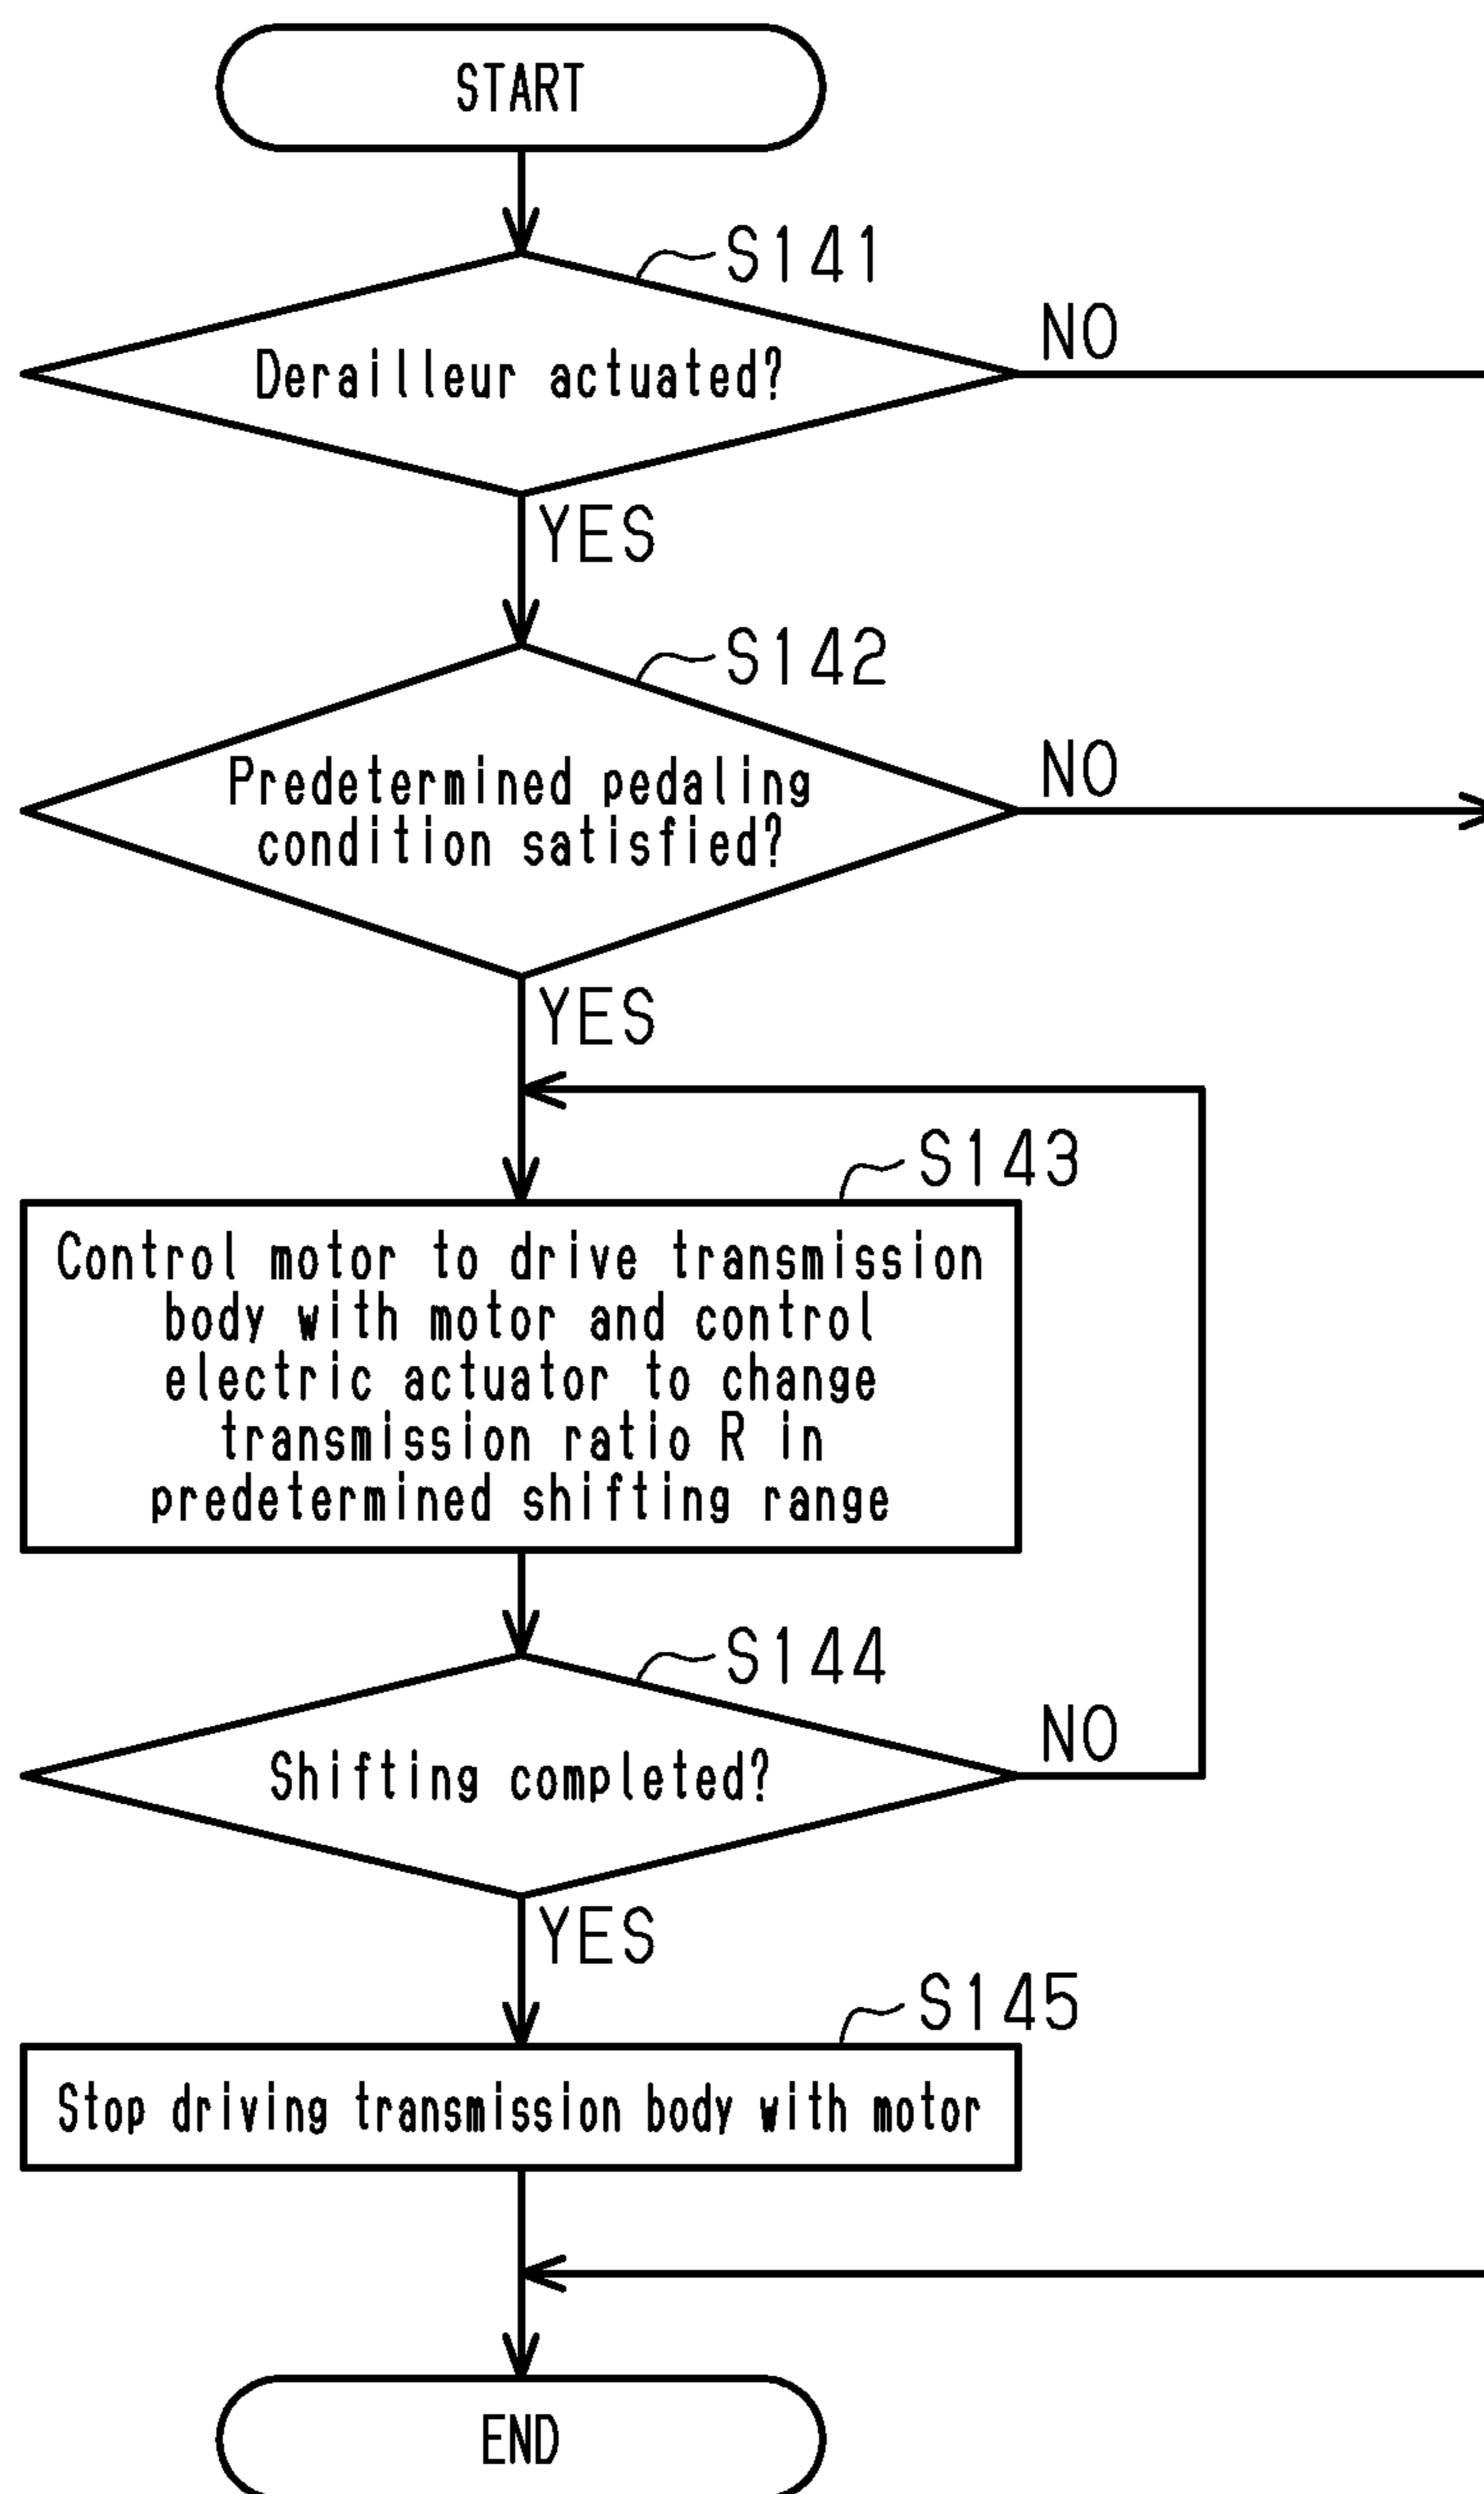 START
S141
Derailleur actuated?
NO
YES
S142
Predetermined pedaling
condition satisfied?
NO
YES
S143
Control motor to drive transmission
body with motor and control
electric actuator to change
transmission ratio R in
predetermined shifting range
S144
Shifting completed?
NO
YES
S145
Stop driving transmission body with motor
END